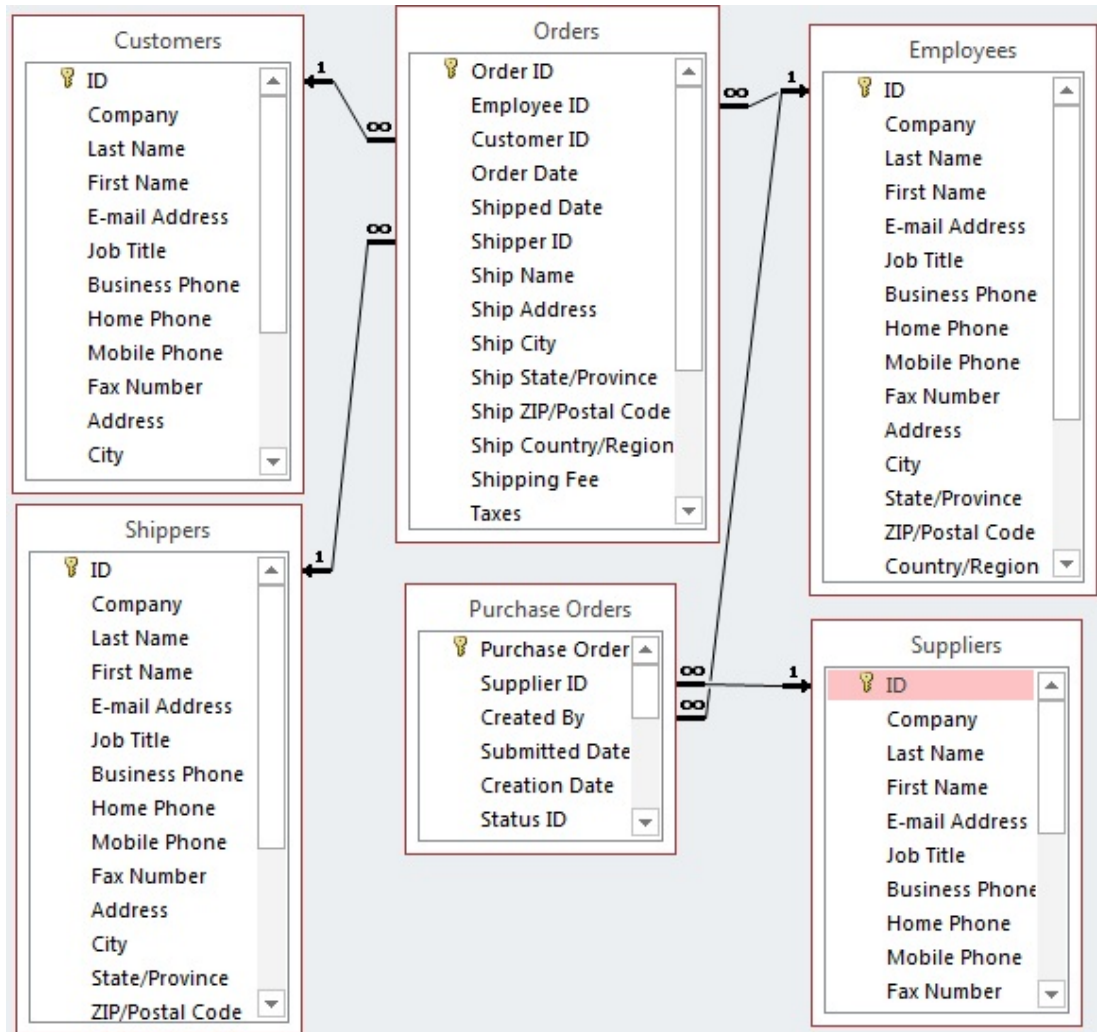 Customers
ID
Company
Last Name
First Name
E-mail Address
Job Title
Business Phone
Home Phone
Mobile Phone
Fax Number
Address
City
1
∞
Orders
Order ID
Employee ID
Customer ID
Order Date
Shipped Date
Shipper ID
Ship Name
Ship Address
Ship City
Ship State/Province
Ship ZIP/Postal Code
Ship Country/Region
Shipping Fee
Taxes
∞
∞
1
Employees
ID
Company
Last Name
First Name
E-mail Address
Job Title
Business Phone
Home Phone
Mobile Phone
Fax Number
Address
City
State/Province
ZIP/Postal Code
Country/Region
Shippers
ID
Company
Last Name
First Name
E-mail Address
Job Title
Business Phone
Home Phone
Mobile Phone
Fax Number
Address
City
State/Province
ZIP/Postal Code
1
Purchase Orders
Purchase Order
Supplier ID
Created By
Submitted Date
Creation Date
Status ID
∞
∞
1
Suppliers
ID
Company
Last Name
First Name
E-mail Address
Job Title
Business Phone
Home Phone
Mobile Phone
Fax Number